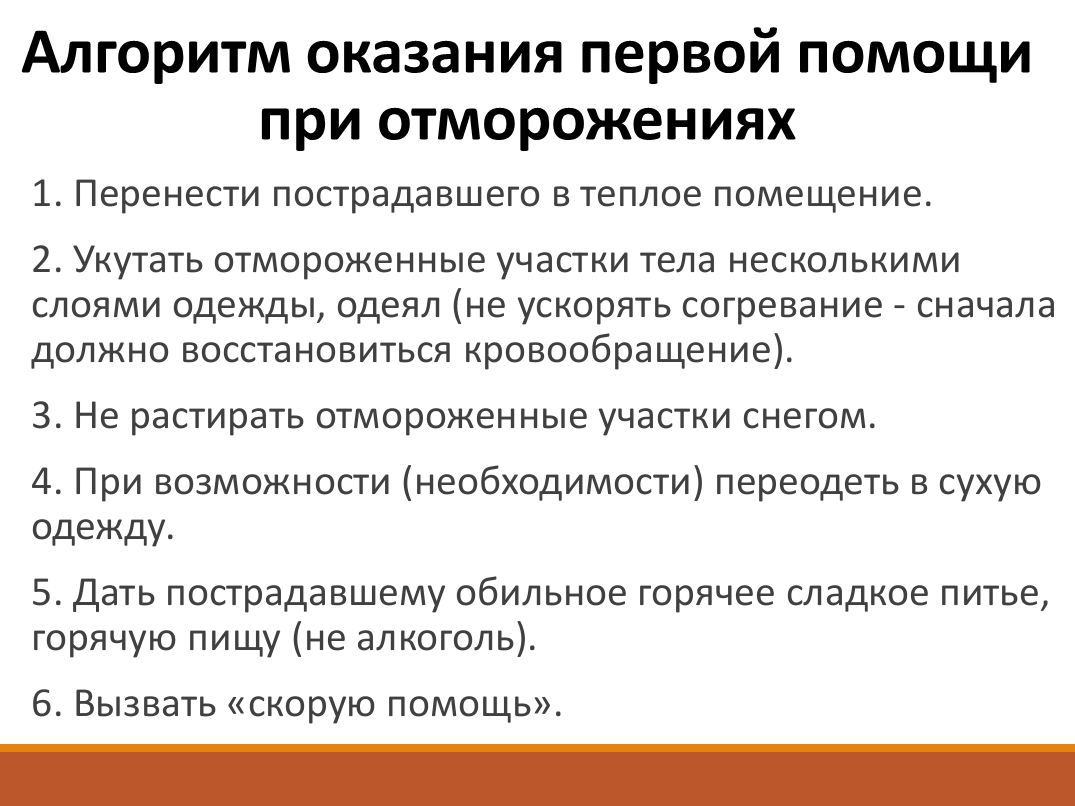 Алгоритм оказания первой помощи
при отморожениях
1. Перенести пострадавшего в теплое помещение.
2. Укутать отмороженные участки тела несколькими
слоями одежды, одеял (не ускорять согревание - сначала
должно восстановиться кровообращение).
3. Не растирать отмороженные участки снегом.
4. При возможности (необходимости) переодеть в сухую
одежду.
5. Дать пострадавшему обильное горячее сладкое питье,
горячую пищу (не алкоголь).
6. Вызвать «скорую помощь».